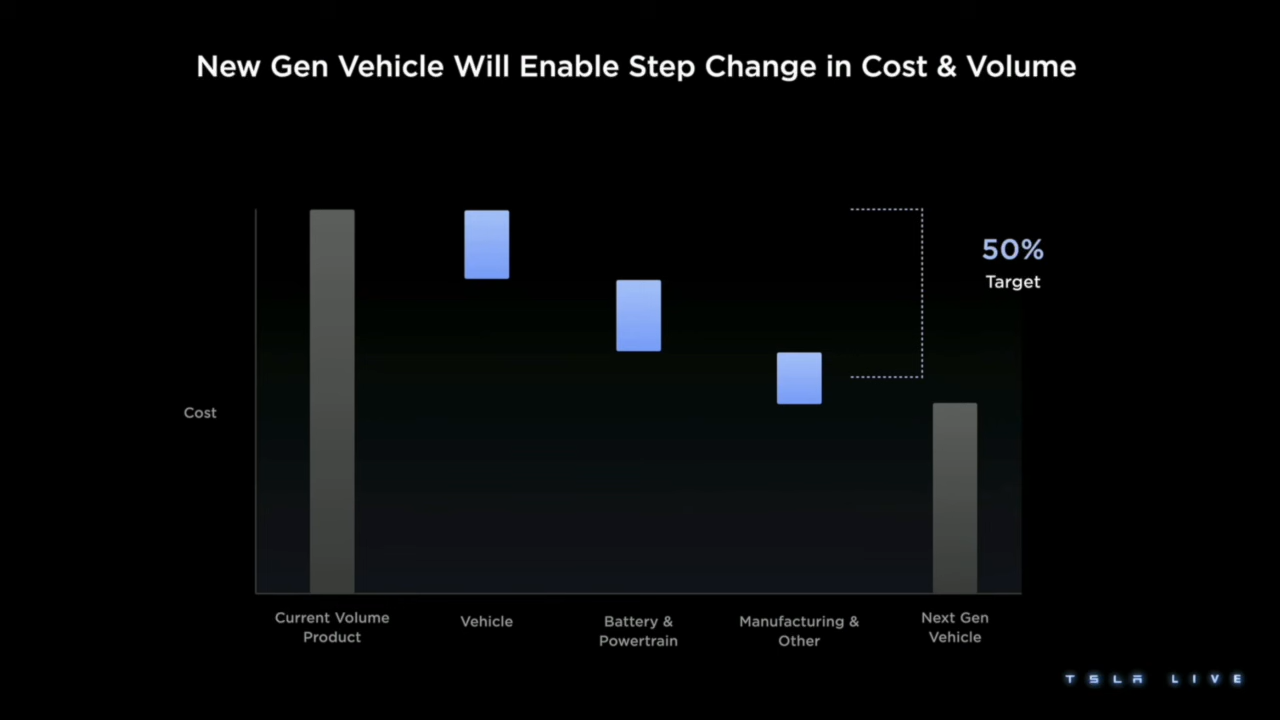 New Gen Vehicle Will Enable Step Change in Cost & Volume
50%
Target
Cost
Current Volume
Product
Vehicle
Battery &
Powertrain
Manufacturing &
Other
Next Gen
Vehicle
TSLA LIVE